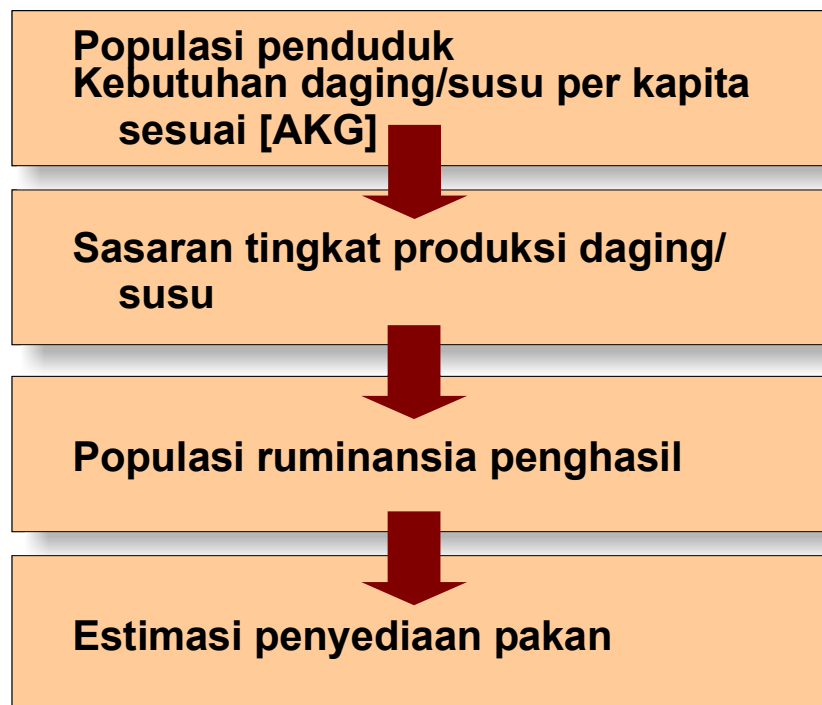 Populasi penduduk
Kebutuhan daging/susu per kapita
sesuai [AKG]
Sasaran tingkat produksi daging/
susu
Populasi ruminansia penghasil
Estimasi penyediaan pakan